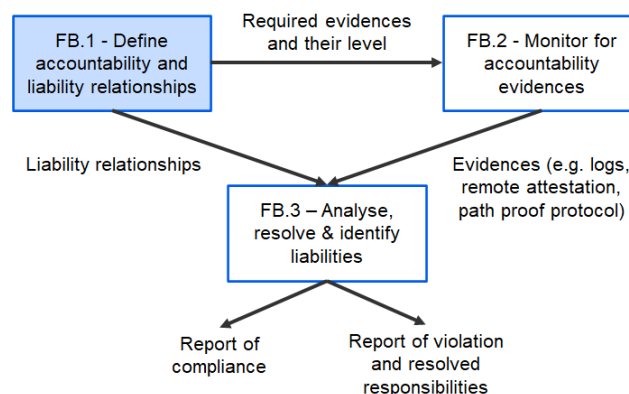 FB.1 - Define
accountability and
liability relationships
Required evidences
and their level
FB.2 - Monitor for
accountability
evidences
Liability relationships
Evidences (e.g. logs,
remote attestation,
path proof protocol)
FB.3 – Analyse,
resolve & identify
liabilities
Report of
compliance
Report of violation
and resolved
responsibilities